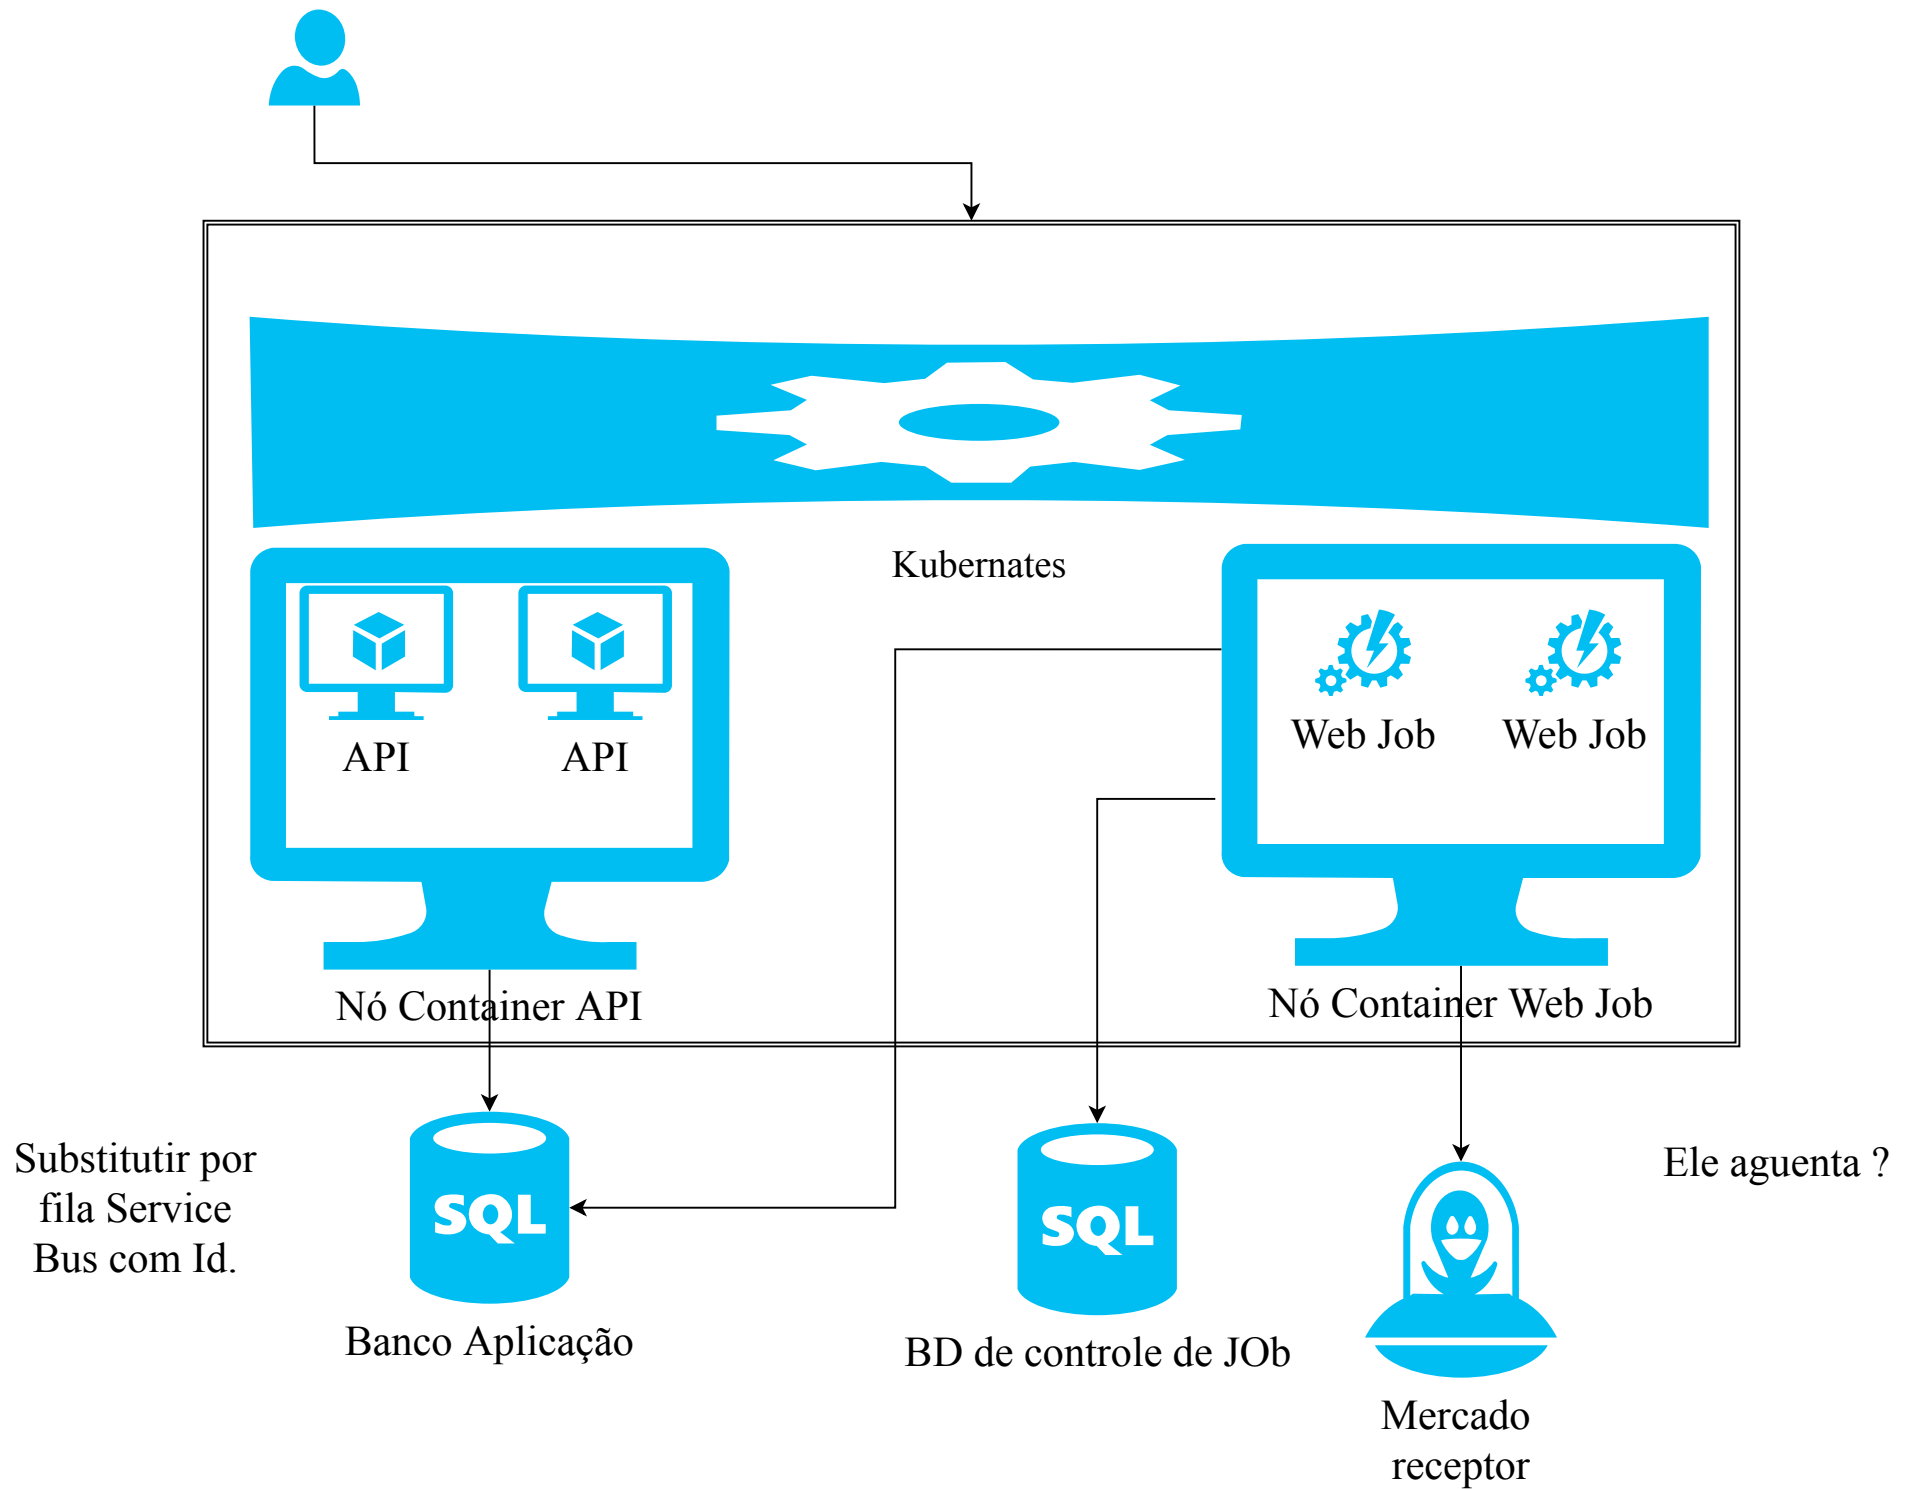 Kubernates
API
API
Web Job
Web Job
Nó Container API
Nó Container Web Job
Substitutir por
fila Service
Bus com Id.
SQL
Banco Aplicação
SQL
BD de controle de JOb
Ele aguenta ?
Mercado
receptor